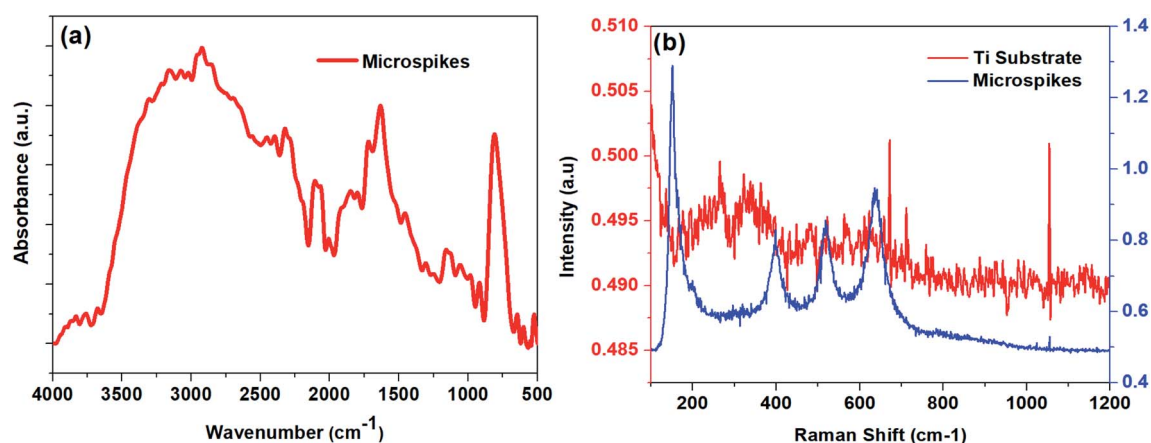 (a)
Microspikes
Absorbance (a.u.)
4000 3500 3000 2500 2000 1500 1000 500
Wavenumber (cm-1)
(b)
Ti Substrate
Microspikes
0.510
0.505
0.500
0.495
0.490
0.485
Intensity (a.u)
1.4
1.2
1.0
0.8
0.6
0.4
200 400 600 800 1000 1200
Raman Shift (cm-1)